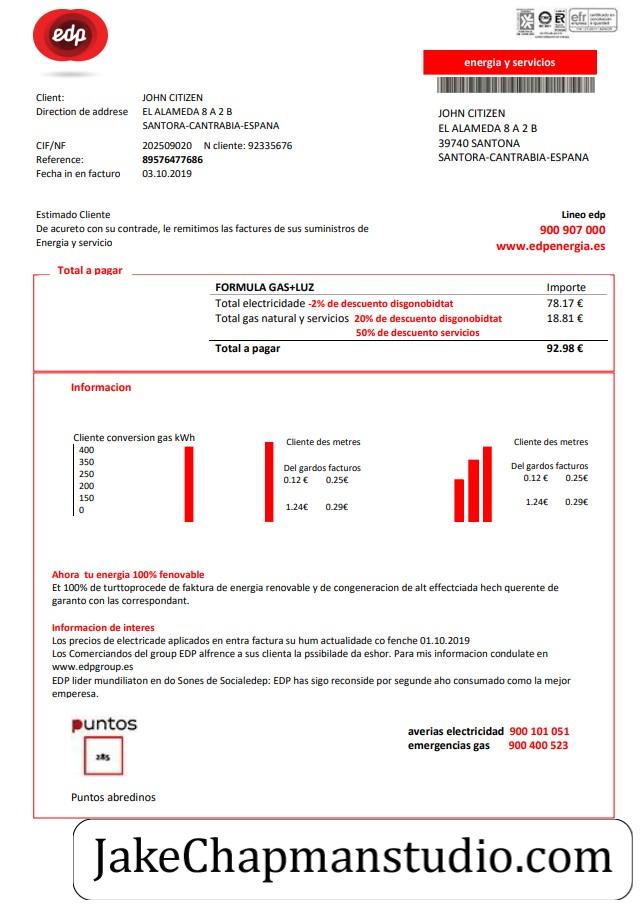 edp
efr
energia y servicios
Client: JOHN CITIZEN
Direction de addrese EL ALAMEDA 8 A 2 B
SANTORA-CANTRABIA-ESPANA
CIF/NF 202509020 N cliente: 92335676
Reference: 89576477686
Fecha in en facturo 03.10.2019
JOHN CITIZEN
EL ALAMEDA 8 A 2 B
39740 SANTONA
SANTORA-CANTRABIA-ESPANA
Estimado Cliente
De acureto con su contrade, le remitimos las factures de sus suministros de
Energia y servicio
Lineo edp
900 907 000
www.edpenergia.es
Total a pagar
FORMULA GAS+LUZ Importe
Total electricidade -2% de descuento disgonobidtat 78.17 €
Total gas natural y servicios 20% de descuento disgonobidtat 18.81 €
50% de descuento servicios
Total a pagar 92.98 €
Informacion
Cliente conversion gas kWh
400
350
250
200
150
0
Cliente des metres
Del gardos facturos
0.12 € 0.25€
1.24€ 0.29€
Cliente des metres
Del gardos facturos
0.12 € 0.25€
1.24€ 0.29€
Ahora tu energia 100% fenovable
Et 100% de turttoprocede de faktura de energia renovable y de congeneracion de alt effectciada hech querente de
garanto con las correspondant.
Informacion de interes
Los precios de electricade aplicados en entra factura su hum actualidade co fenche 01.10.2019
Los Comerciandos del group EDP alfrence a sus clienta la pssibilade da eshor. Para mis informacion condulate en
www.edpgroup.es
EDP lider mundiliaton en do Sones de Socialedep: EDP has sigo reconside por segunde aho consumado como la mejor
empresa.
puntos
285
Puntos abredinos
averias electricidad 900 101 051
emergencias gas 900 400 523
JakeChapmanstudio.com